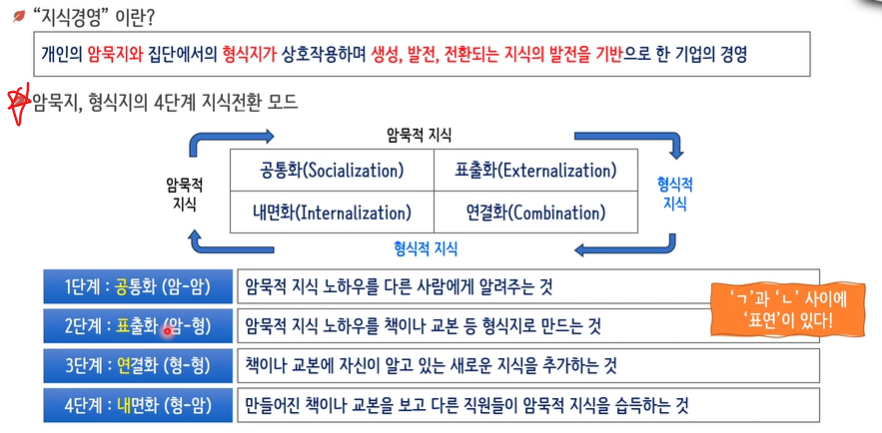 “지식경영” 이란?
개인의 암묵지와 집단에서의 형식지가 상호작용하며 생성, 발전, 전환되는 지식의 발전을 기반으로 한 기업의 경영
암묵지, 형식지의 4단계 지식전환 모드
암묵적 지식
암묵적
지식
공통화(Socialization)
표출화(Externalization)
형식적
지식
내면화(Internalization)
연결화(Combination)
형식적 지식
1단계 : 공통화 (암-암)
암묵적 지식 노하우를 다른 사람에게 알려주는 것
2단계 : 표출화 (암-형)
암묵적 지식 노하우를 책이나 교본 등 형식지로 만드는 것
‘ㄱ’과 ‘ㄴ’ 사이에
‘표연’이 있다!
3단계 : 연결화 (형-형)
책이나 교본에 자신이 알고 있는 새로운 지식을 추가하는 것
4단계 : 내면화 (형-암)
만들어진 책이나 교본을 보고 다른 직원들이 암묵적 지식을 습득하는 것